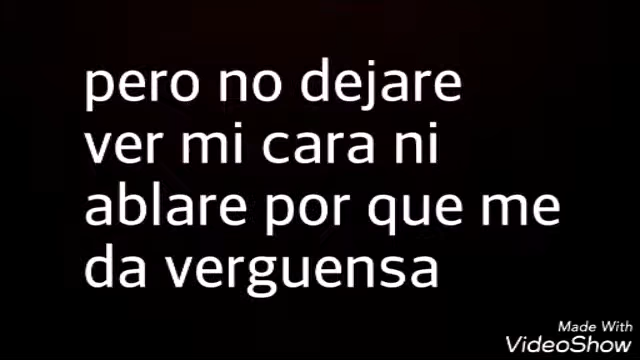 pero no dejare
ver mi cara ni
ablare por que me
da verguensa
Made With
VideoShow